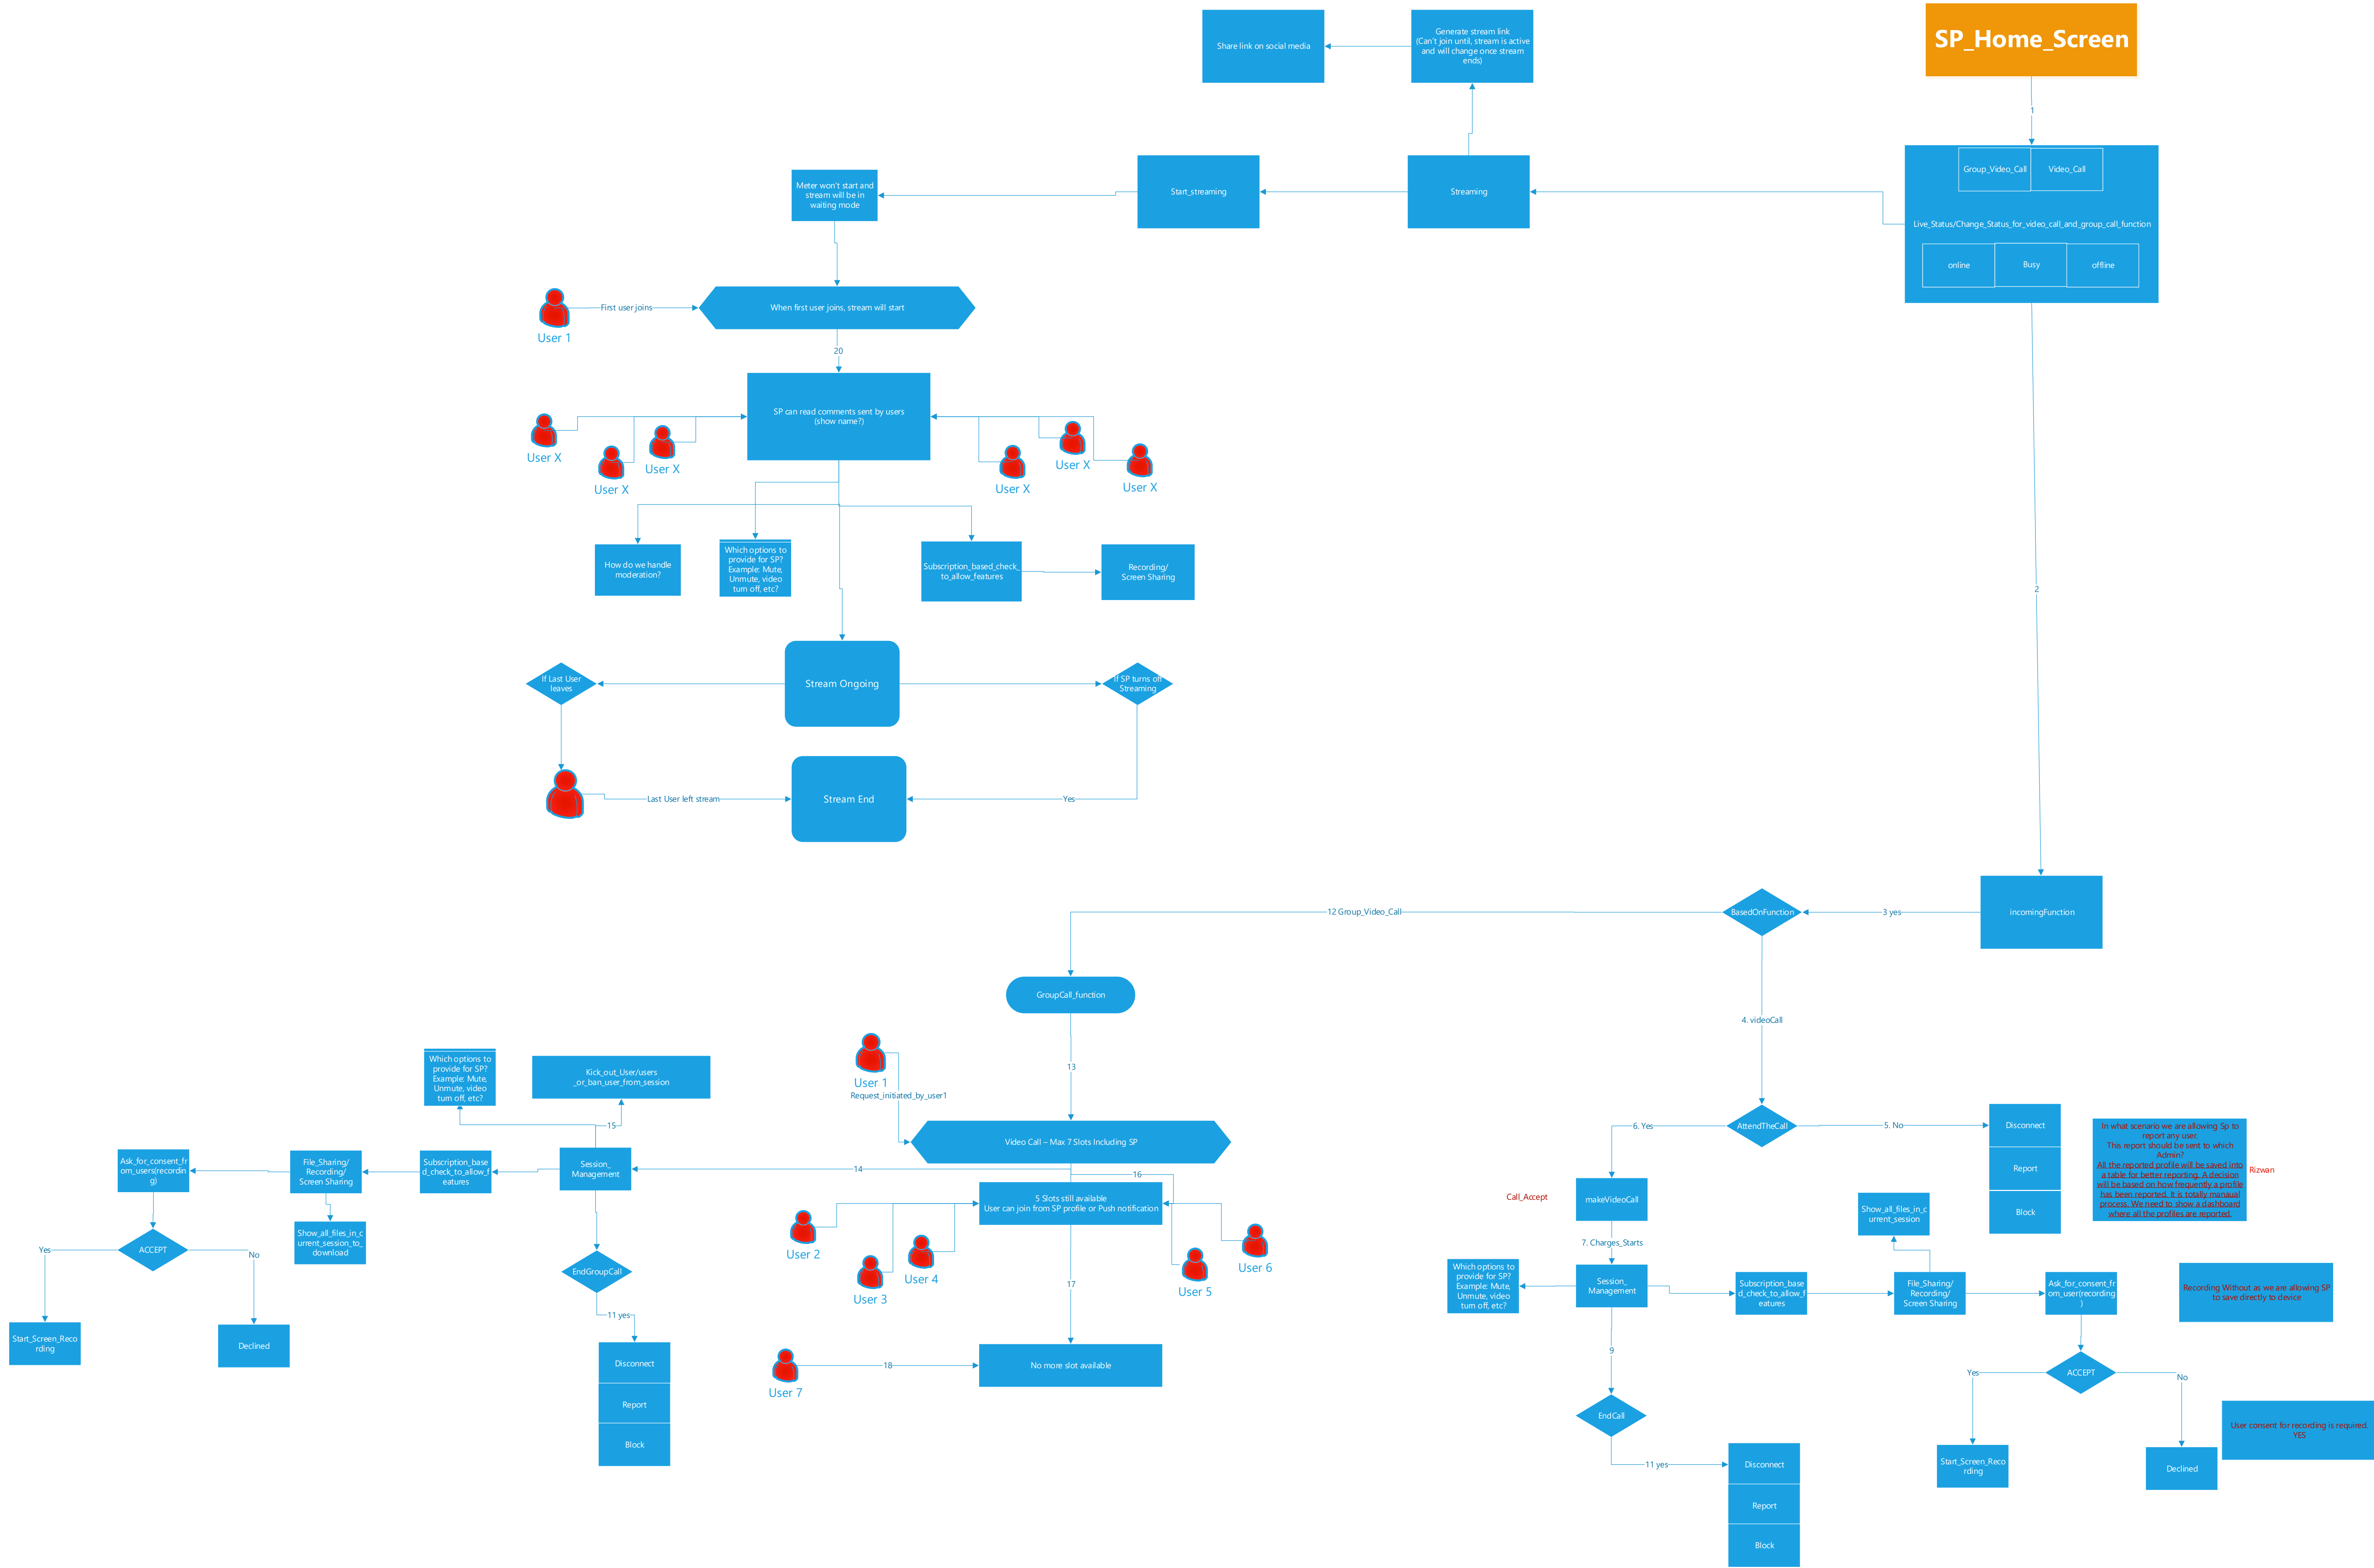 SP_Home_Screen
Generate stream link
(Can't join until, stream is active
and will change once stream
ends)
Share link on social media
1
Group_Video_Call
Video_Call
Live_Status/Change_Status_for_video_call_and_group_call_function
online
Busy
offline
Streaming
Start_streaming
Meter won't start and
stream will be in
waiting mode
User 1
First user joins
When first user joins, stream will start
20
SP can read comments sent by users
(show name?)
User X
User X
User X
User X
User X
User X
How do we handle
moderation?
Which options to
provide for SP?
Example: Mute,
Unmute, video
turn off, etc?
Subscription_based_check_
to_allow_features
Recording/
Screen Sharing
2
If Last User
leaves
Stream Ongoing
If SP turns off
Streaming
Last User left stream
Stream End
Yes
incomingFunction
3 yes
BasedOnFunction
12 Group_Video_Call
GroupCall_function
4. videoCall
13
User 1
Request_initiated_by_user1
Video Call – Max 7 Slots Including SP
14
16
5 Slots still available
User can join from SP profile or Push notification
User 2
User 3
User 4
User 5
User 6
17
User 7
18
No more slot available
Which options to
provide for SP?
Example: Mute,
Unmute, video
turn off, etc?
Kick_out_User/users
_or_ban_user_from_session
15
Session_
Management
Subscription_base
d_check_to_allow_f
eatures
File_Sharing/
Recording/
Screen Sharing
Ask_for_consent_fr
om_users(recordin
g)
Show_all_files_in_c
urrent_session_to_
download
ACCEPT
Yes
No
Start_Screen_Reco
rding
Declined
EndGroupCall
11 yes
Disconnect
Report
Block
AttendTheCall
5. No
6. Yes
Disconnect
Report
Block
In what scenario we are allowing Sp to
report any user.
This report should be sent to which
Admin?
All the reported profile will be saved into
a table for better reporting. A decision
will be based on how frequently a profile
has been reported. It is totally manaual
process. We need to show a dashboard
where all the profiles are reported.
Rizwan
Call_Accept
makeVideoCall
7. Charges_Starts
Which options to
provide for SP?
Example: Mute,
Unmute, video
turn off, etc?
Session_
Management
Subscription_base
d_check_to_allow_f
eatures
Show_all_files_in_c
urrent_session
File_Sharing/
Recording/
Screen Sharing
Ask_for_consent_fr
om_user(recording
)
Recording Without as we are allowing SP
to save directly to device
9
ACCEPT
Yes
No
Start_Screen_Reco
rding
Declined
User consent for recording is required.
YES
EndCall
11 yes
Disconnect
Report
Block